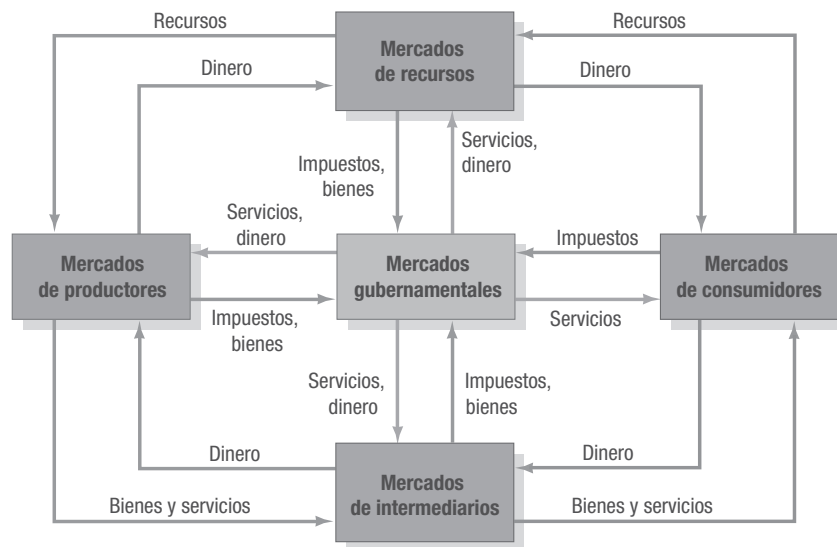 Recursos
Recursos
Mercados
de recursos
Dinero
Dinero
Impuestos,
bienes
Servicios,
dinero
Servicios,
dinero
Impuestos
Mercados
de productores
Mercados
gubernamentales
Mercados
de consumidores
Impuestos,
bienes
Servicios
Servicios,
dinero
Impuestos,
bienes
Dinero
Dinero
Mercados
de intermediarios
Bienes y servicios
Bienes y servicios